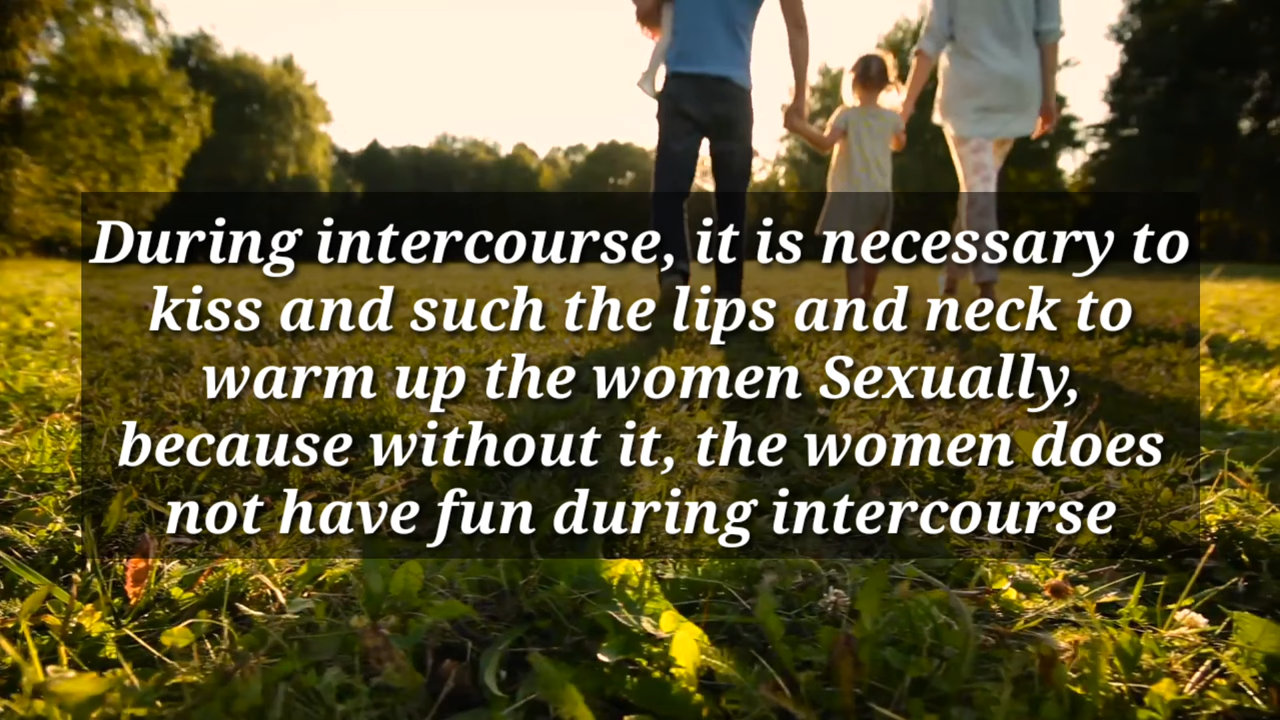 During intercourse, it is necessary to
kiss and such the lips and neck to
warm up the women Sexually,
because without it, the women does
not have fun during intercourse